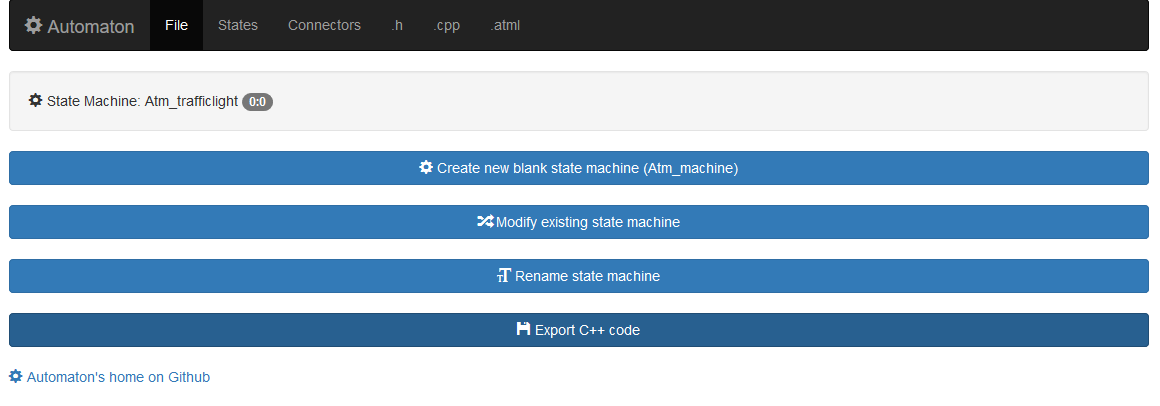 Automaton File States Connectors .h .cpp .atml
State Machine: Atm_trafficlight 0:0
Create new blank state machine (Atm_machine)
Modify existing state machine
Rename state machine
Export C++ code
Automaton's home on Github